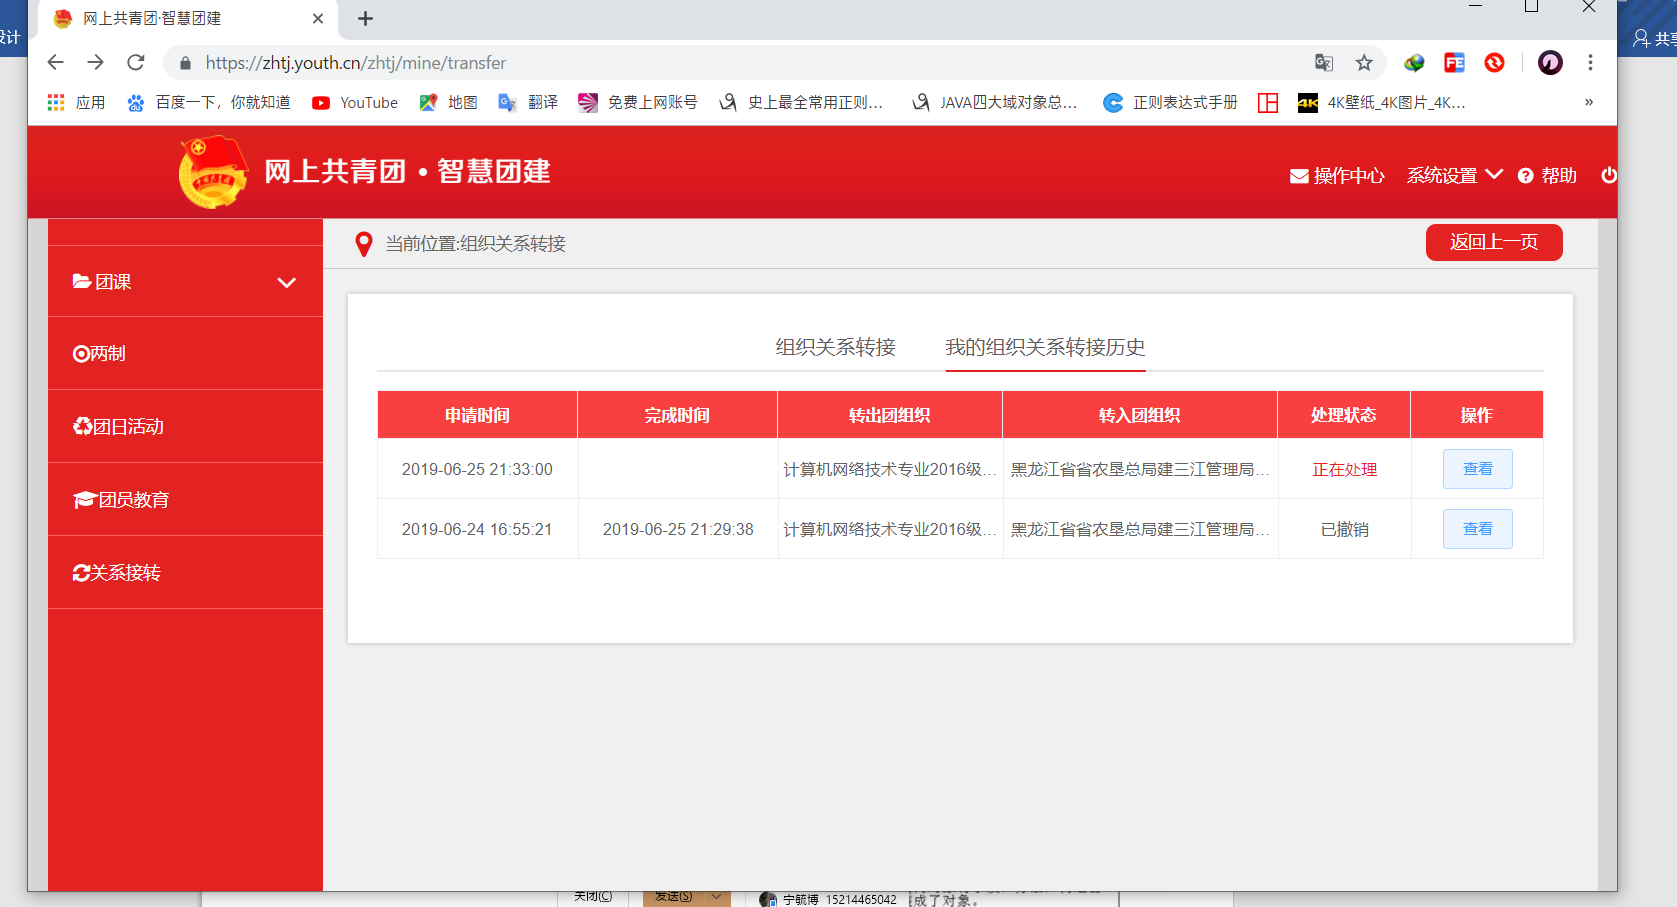 网上共青团·智慧团建
设计
共享
https://zhtj.youth.cn/zhtj/mine/transfer
应用 百度一下，你就知道 YouTube 地图 翻译 免费上网账号 史上最全常用正则... JAVA四大域对象总... 正则表达式手册 4K壁纸_4K图片_4K... »
网上共青团·智慧团建
操作中心 系统设置 帮助
当前位置:组织关系转接 返回上一页
团课
两制
团日活动
团员教育
关系接转
组织关系转接 我的组织关系转接历史
申请时间 完成时间 转出团组织 转入团组织 处理状态 操作
2019-06-25 21:33:00 计算机网络技术专业2016级... 黑龙江省省农垦总局建三江管理局... 正在处理 查看
2019-06-24 16:55:21 2019-06-25 21:29:38 计算机网络技术专业2016级... 黑龙江省省农垦总局建三江管理局... 已撤销 查看
关闭(C) 发送(S) 宁毓博 15214465042 成了对象。